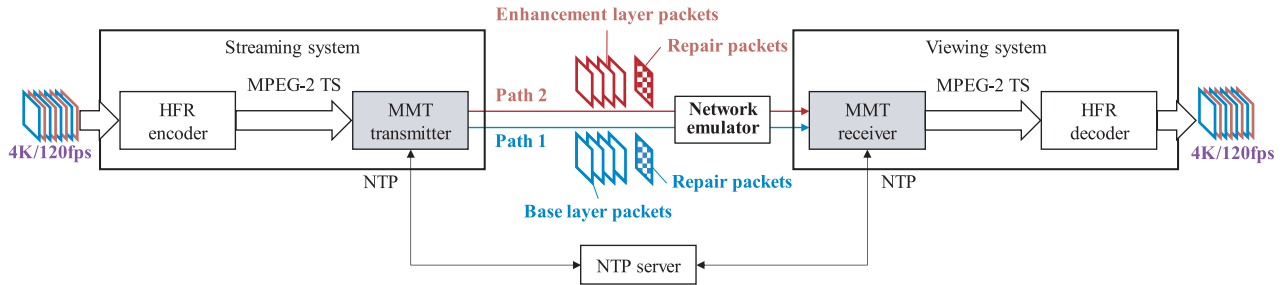 Enhancement layer packets
Streaming system
Repair packets
Viewing system
MPEG-2 TS
MPEG-2 TS
HFR
encoder
MMT
transmitter
Path 2
Network
emulator
MMT
receiver
HFR
decoder
Path 1
4K/120fps
4K/120fps
NTP
NTP
Repair packets
Base layer packets
NTP server